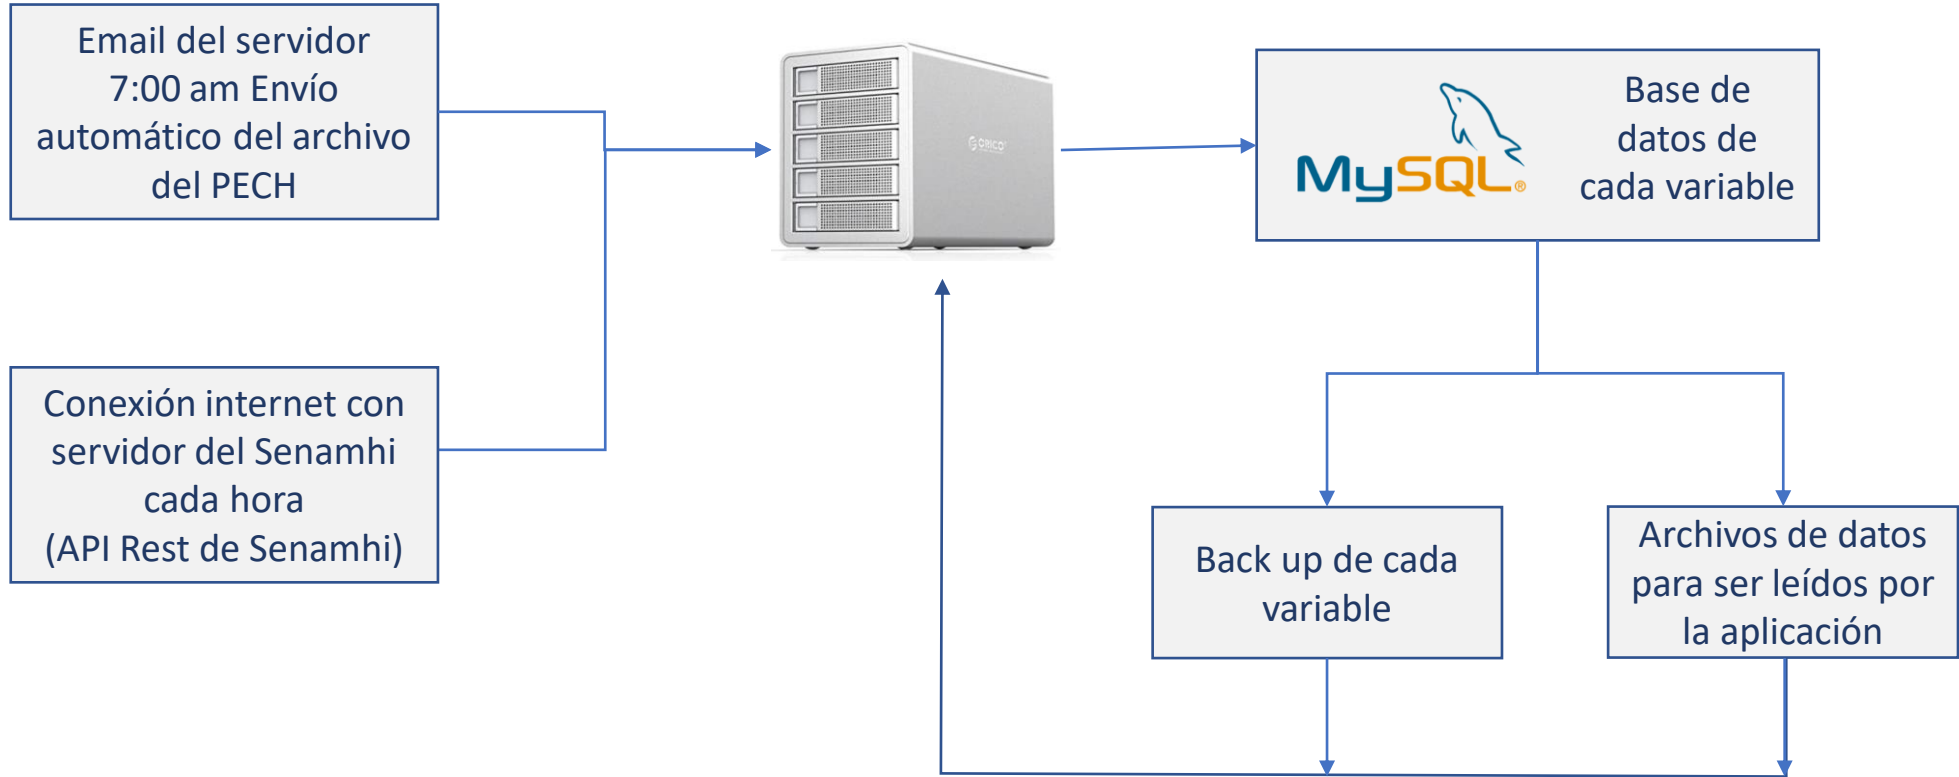 Email del servidor
7:00 am Envío
automático del archivo
del PECH
Conexión internet con
servidor del Senamhi
cada hora
(API Rest de Senamhi)
ORICO
MySQL®
Base de
datos de
cada variable
Back up de cada
variable
Archivos de datos
para ser leídos por
la aplicación